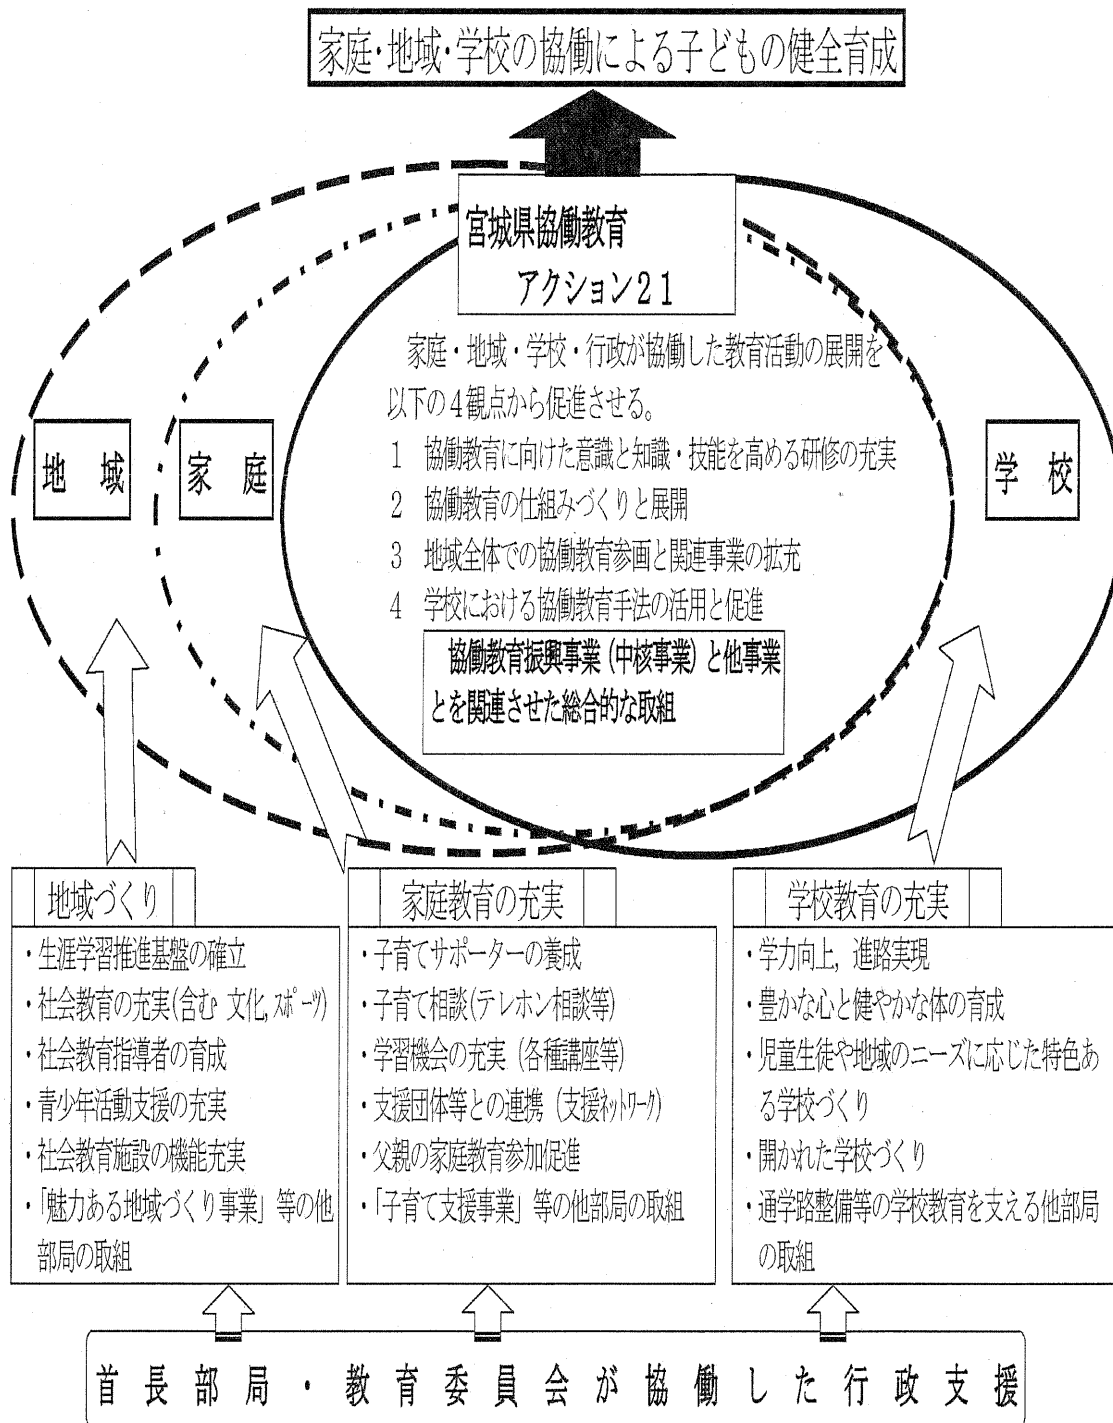 家庭・地域・学校の協働による子どもの健全育成
宮城県協働教育
アクション21
家庭・地域・学校・行政が協働した教育活動の展開を
以下の4観点から促進させる。
1 協働教育に向けた意識と知識・技能を高める研修の充実
2 協働教育の仕組みづくりと展開
3 地域全体での協働教育参画と関連事業の拡充
4 学校における協働教育手法の活用と促進
協働教育振興事業(中核事業)と他事業
とを関連させた総合的な取組
地域
家庭
学校
地域づくり
・生涯学習推進基盤の確立
・社会教育の充実(含む 文化,スポーツ)
・社会教育指導者の育成
・青少年活動支援の充実
・社会教育施設の機能充実
・「魅力ある地域づくり事業」等の他
部局の取組
家庭教育の充実
・子育てサポーターの養成
・子育て相談(テレホン相談等)
・学習機会の充実(各種講座等)
・支援団体等との連携(支援ネットワーク)
・父親の家庭教育参加促進
・「子育て支援事業」等の他部局の取組
学校教育の充実
・学力向上,進路実現
・豊かな心と健やかな体の育成
・児童生徒や地域のニーズに応じた特色あ
る学校づくり
・開かれた学校づくり
・通学路整備等の学校教育を支える他部局
の取組
首長部局・教育委員会が協働した行政支援